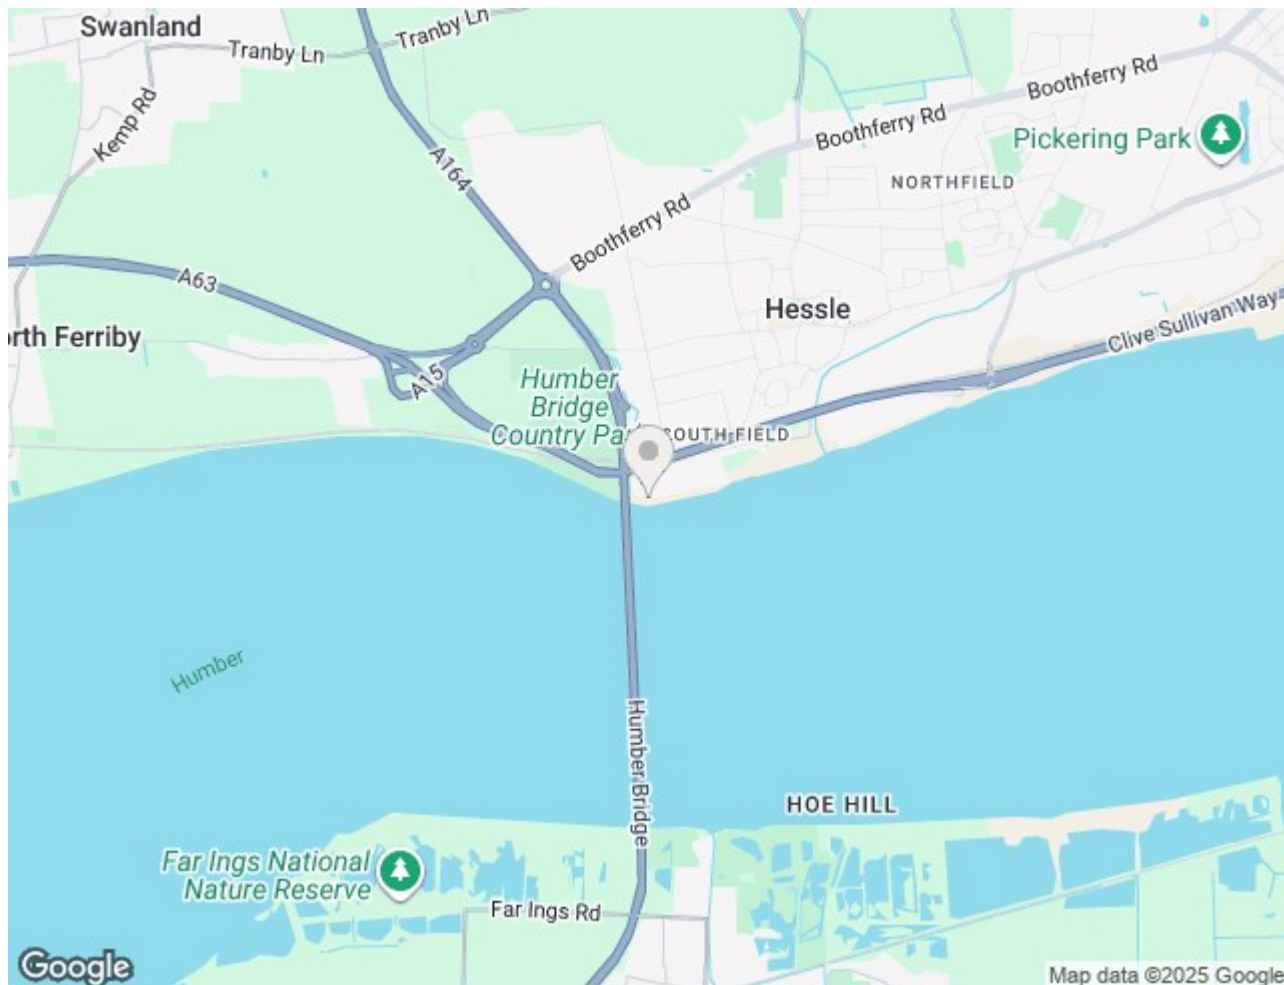 Swanland
Tranby Ln
Tranby Ln
Kemp Rd
Boothferry Rd
Boothferry Rd
Boothferry Rd
Pickering Park
NORTHFIELD
A164
A63
orth Ferriby
Hessle
Clive Sullivan Way
A15
Humber
Bridge
Country Pa
SOUTH FIELD
Humber
Humber Bridge
HOE HILL
Far Ings National
Nature Reserve
Far Ings Rd
Google
Map data ©2025 Google